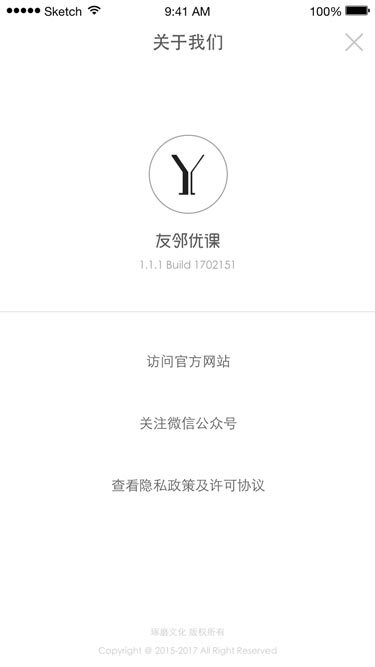 Sketch 9:41 AM 100%
关于我们
Y
友邻优课
1.1.1 Build 1702151
访问官方网站
关注微信公众号
查看隐私政策及许可协议
琢磨文化 版权所有
Copyright @ 2015-2017 All Right Reserved